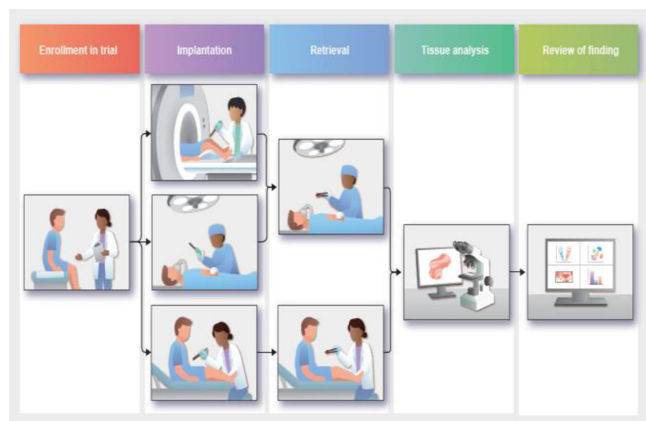 Enrollment in trial
Implantation
Retrieval
Tissue analysis
Review of finding